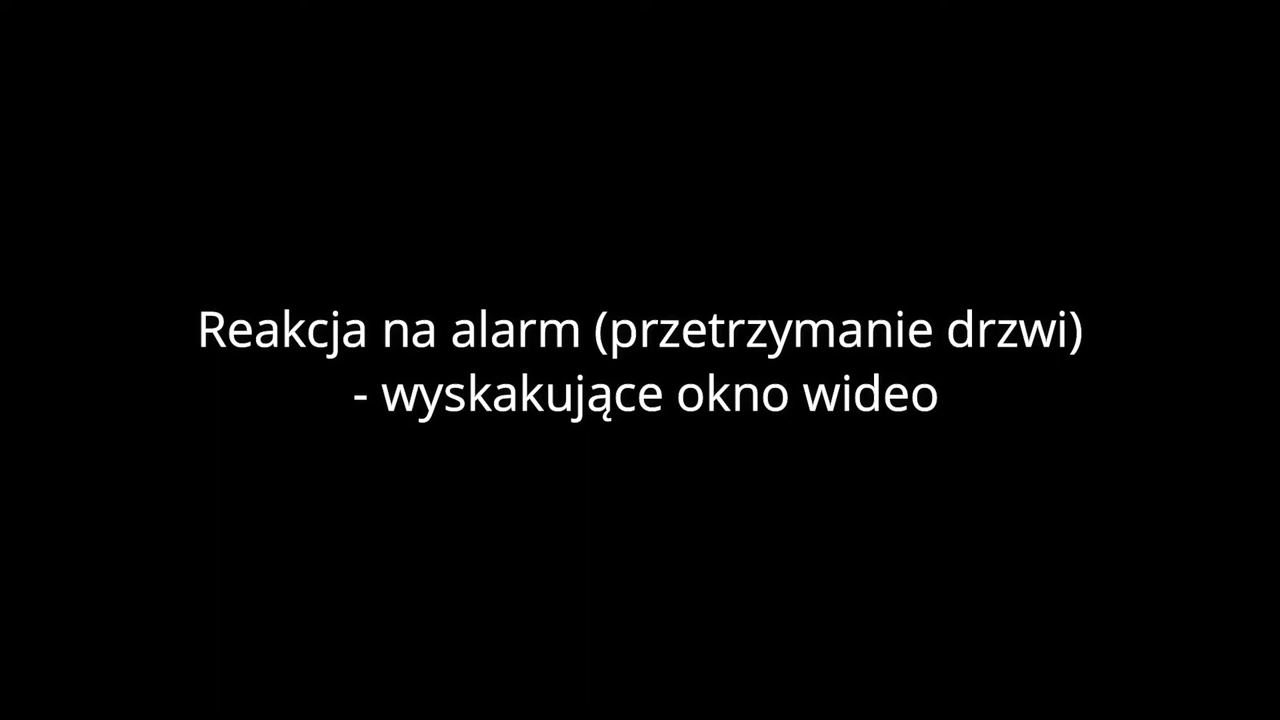 Reakcja na alarm (przetrzymanie drzwi)
- wyskakujące okno wideo